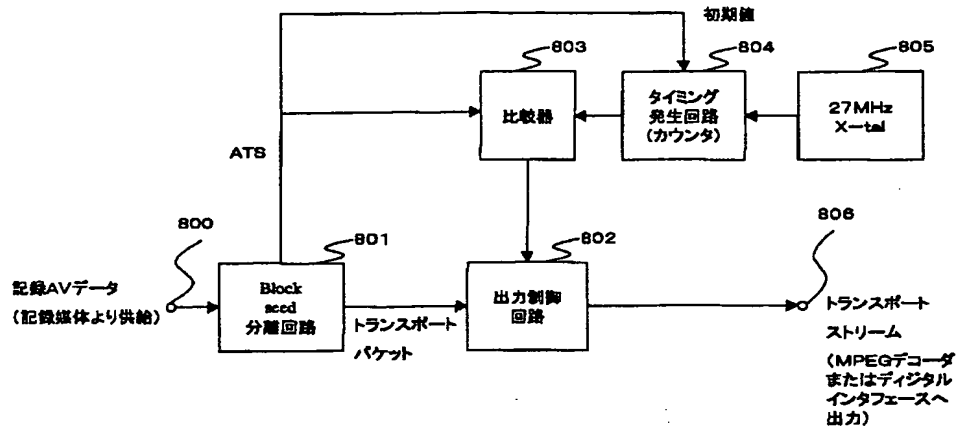 初期値
803
804
805
比較器
タイミング
発生回路
(カウンタ)
27MHz
X-tal
ATS
800
801
802
806
記録AVデータ
(記録媒体より供給)
Block
seed
分離回路
トランスポート
パケット
出力制御
回路
トランスポート
ストリーム
(MPEGデコーダ
またはディジタル
インタフェースへ
出力)